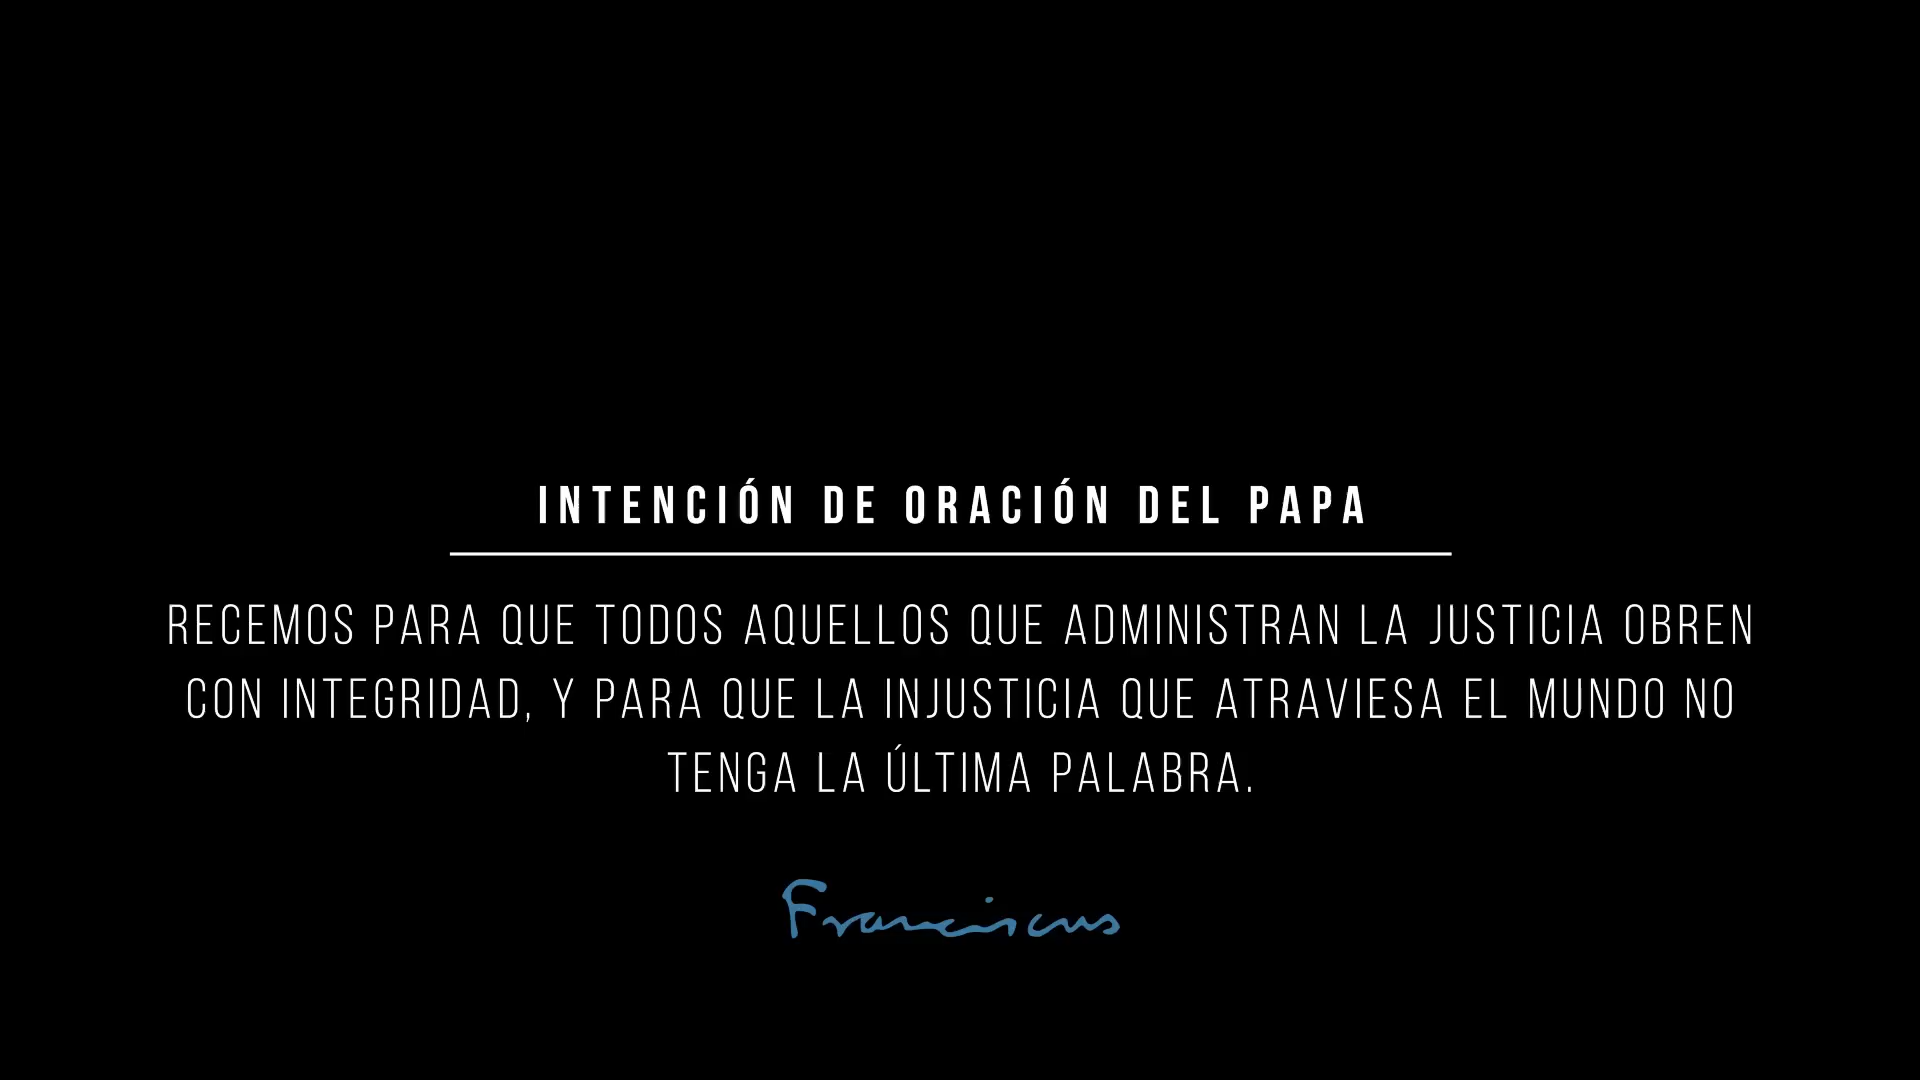 INTENCIÓN DE ORACIÓN DEL PAPA
RECEMOS PARA QUE TODOS AQUELLOS QUE ADMINISTRAN LA JUSTICIA OBREN
CON INTEGRIDAD, Y PARA QUE LA INJUSTICIA QUE ATRAVIESA EL MUNDO NO
TENGA LA ÚLTIMA PALABRA.
Franciscus